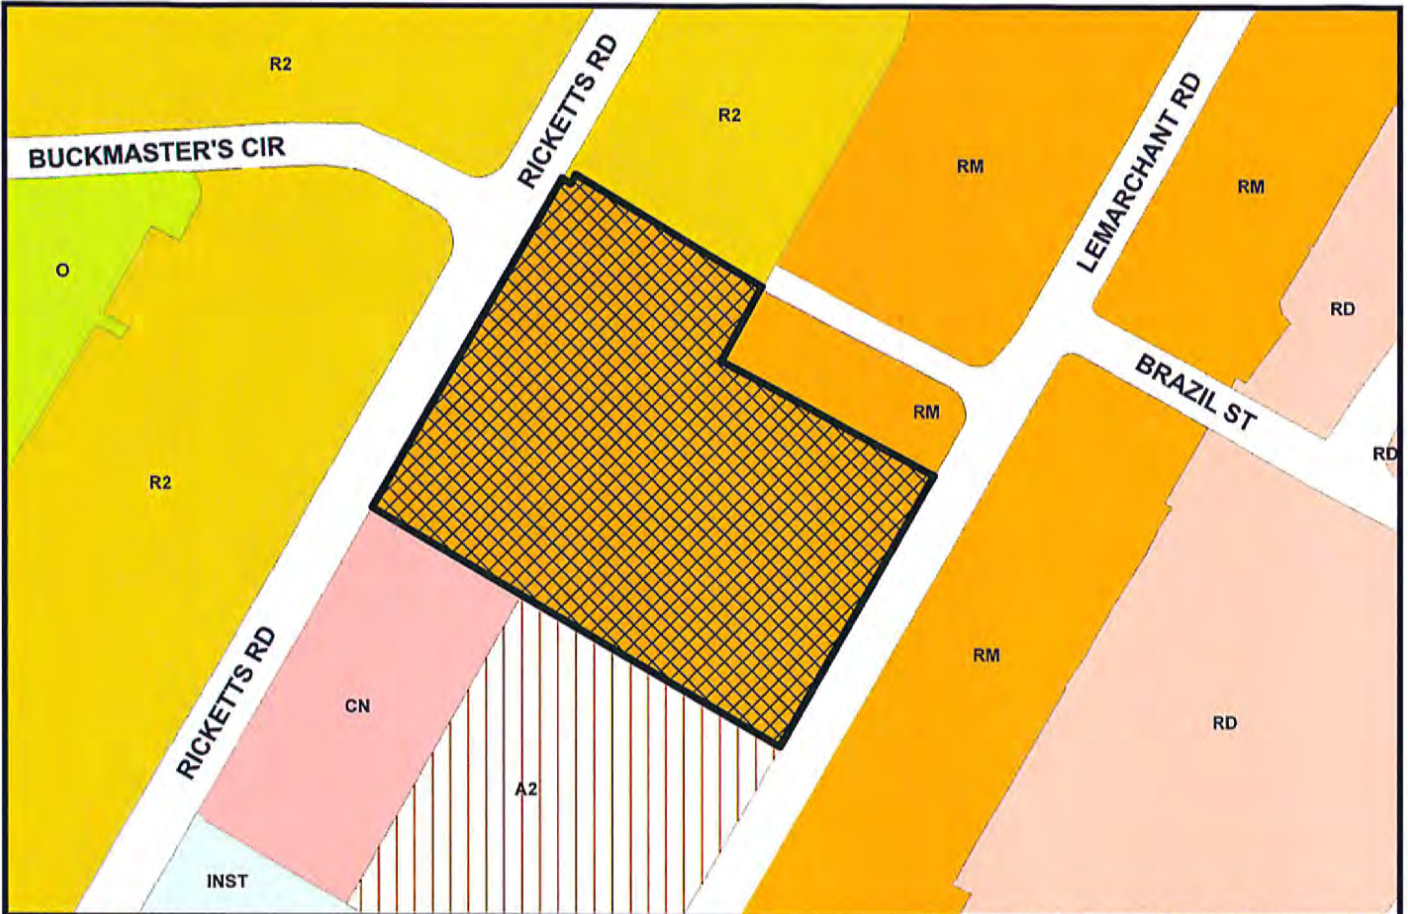 R2
RICKETTS RD
R2
LEMARCHANT RD
BUCKMASTER'S CIR
RM
RM
O
RD
BRAZIL ST
RM
RD
R2
RICKETTS RD
RM
CN
RD
A2
INST